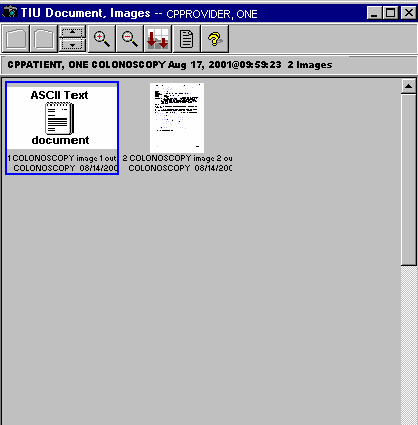 TIU Document, Images -- CPPROVIDER, ONE
CPPATIENT, ONE COLONOSCOPY Aug 17, 2001@09:59:23 2 Images
ASCII Text
document
1 COLONOSCOPY image 1 out
COLONOSCOPY 08/14/200
2 COLONOSCOPY image 2 ou
COLONOSCOPY 08/14/200